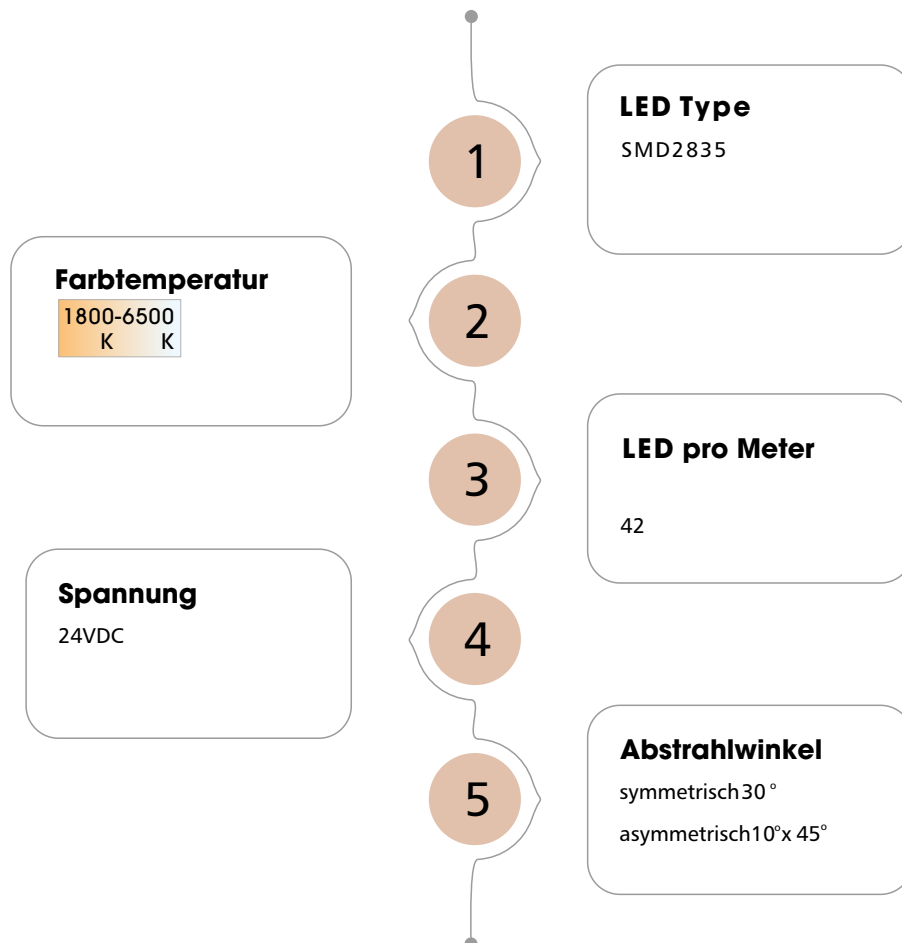 1
LED Type
SMD2835
Farbtemperatur
1800-6500
K K
2
3
LED pro Meter
42
Spannung
24VDC
4
5
Abstrahlwinkel
symmetrisch30°
asymmetrisch10°x 45°